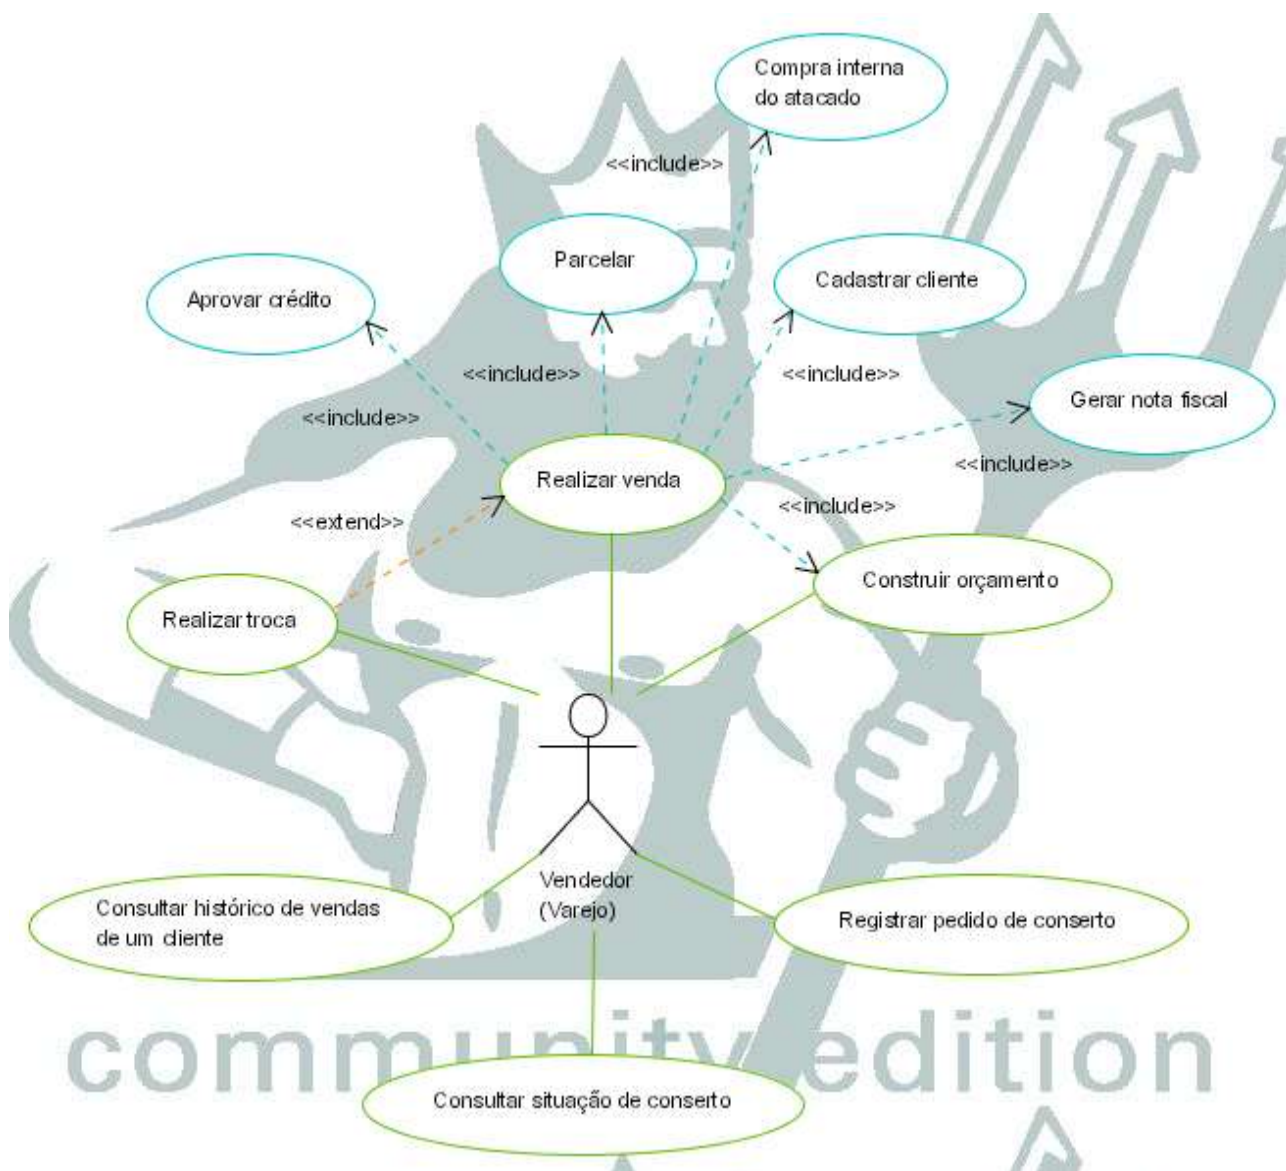 Compra interna
do atacado
<<include>>
Parcelar
Cadastrar cliente
Aprovar crédito
<<include>>
<<include>>
Gerar nota fiscal
<<include>>
<<include>>
Realizar venda
<<include>>
<<extend>>
Construir orçamento
Realizar troca
Vendedor
(Varejo)
Consultar histórico de vendas
de um cliente
Registrar pedido de conserto
community edition
Consultar situação de conserto